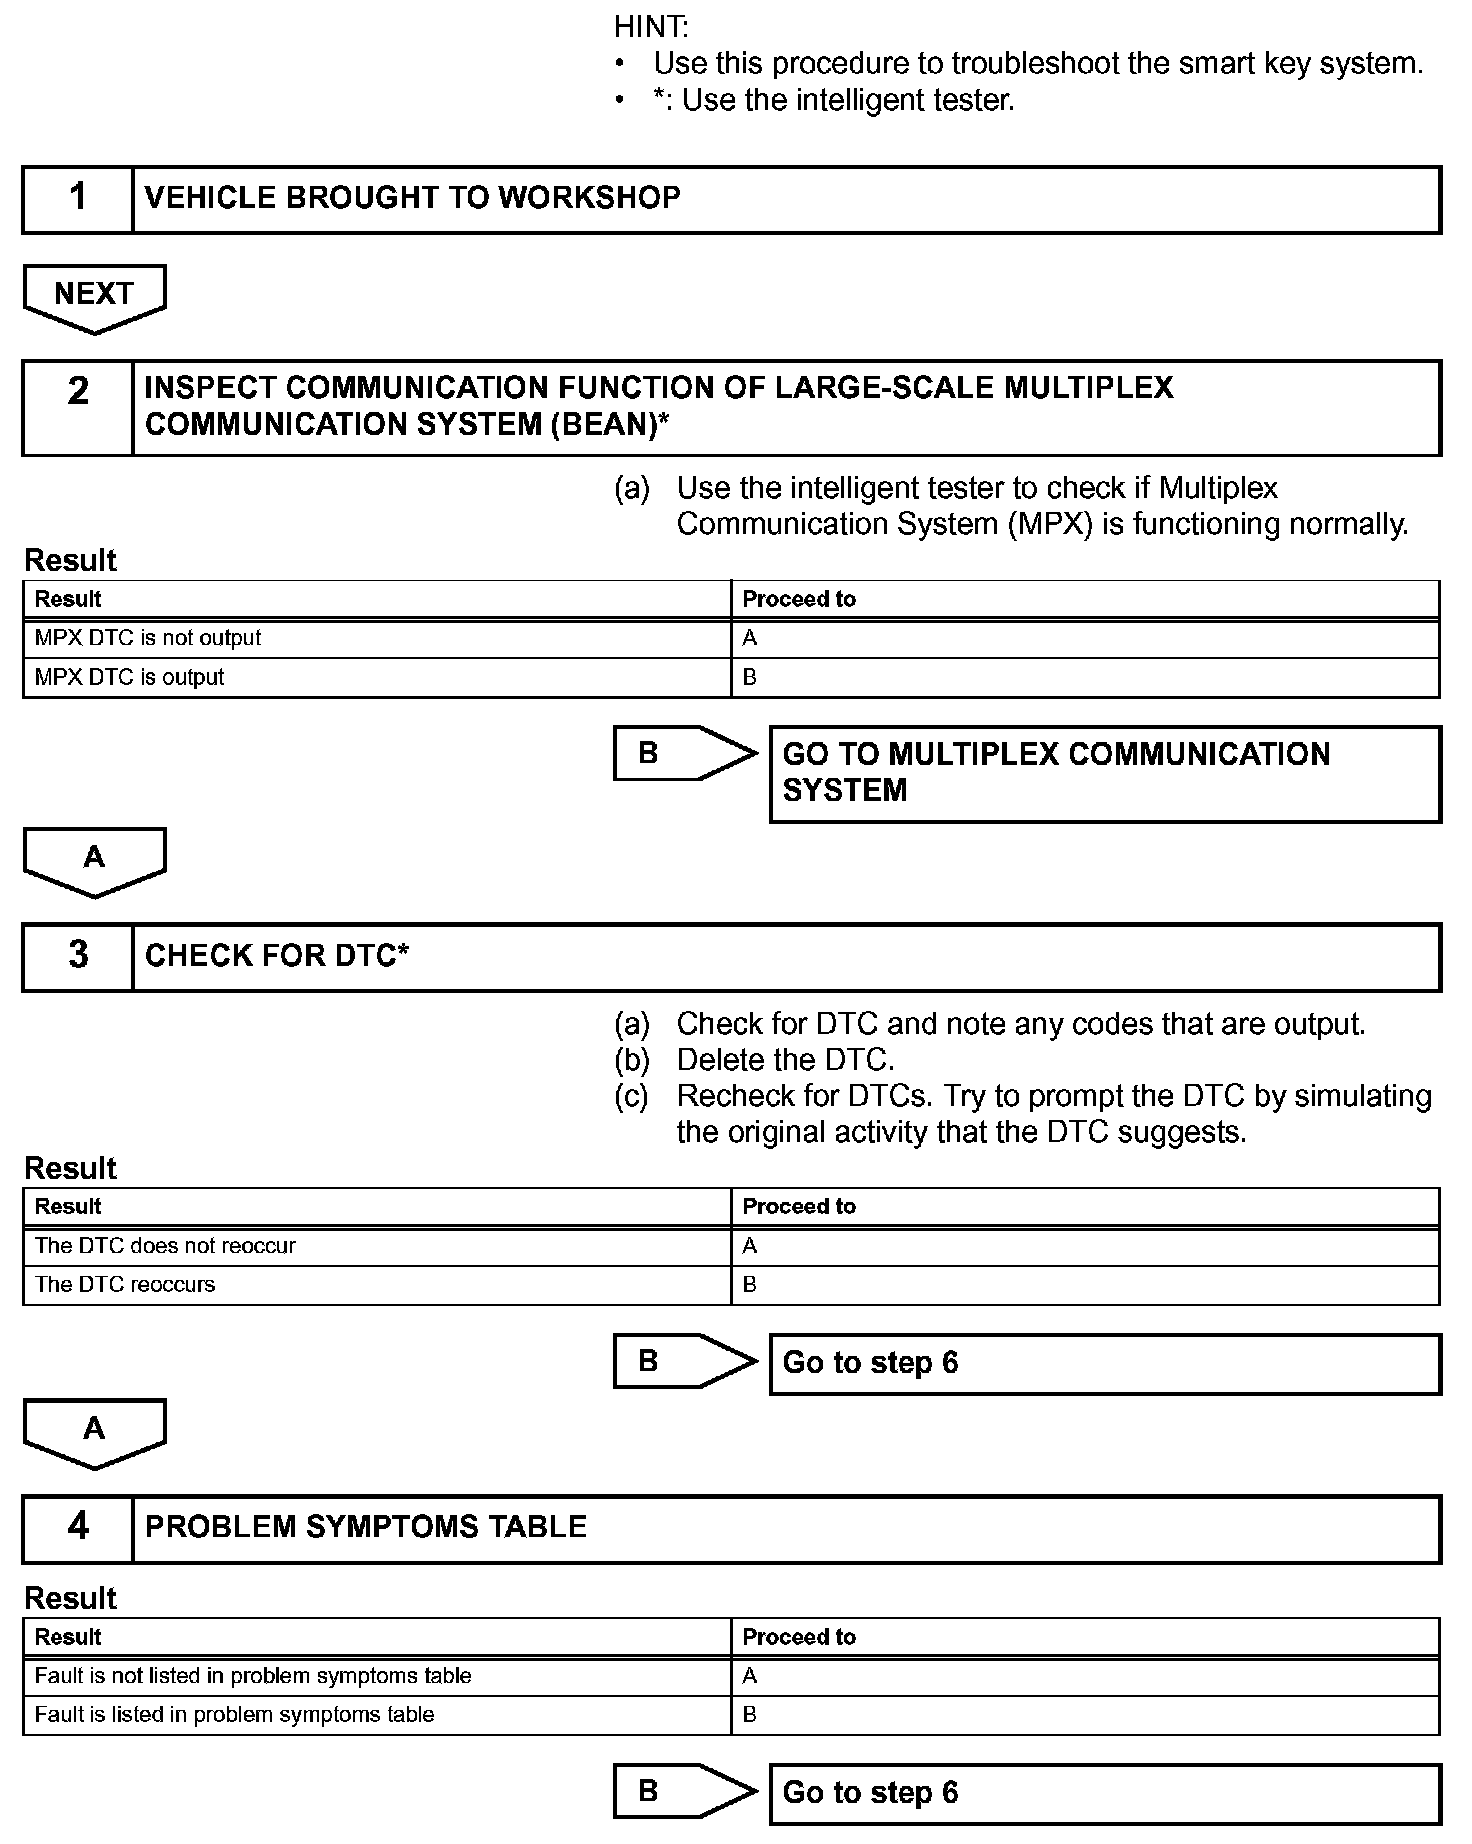 HINT:
• Use this procedure to troubleshoot the smart key system.
• *: Use the intelligent tester.
1 VEHICLE BROUGHT TO WORKSHOP
NEXT
2 INSPECT COMMUNICATION FUNCTION OF LARGE-SCALE MULTIPLEX
COMMUNICATION SYSTEM (BEAN)*
(a) Use the intelligent tester to check if Multiplex
Communication System (MPX) is functioning normally.
Result
Result Proceed to
MPX DTC is not output A
MPX DTC is output B
B GO TO MULTIPLEX COMMUNICATION
SYSTEM
A
3 CHECK FOR DTC*
(a) Check for DTC and note any codes that are output.
(b) Delete the DTC.
(c) Recheck for DTCs. Try to prompt the DTC by simulating
the original activity that the DTC suggests.
Result
Result Proceed to
The DTC does not reoccur A
The DTC reoccurs B
B Go to step 6
A
4 PROBLEM SYMPTOMS TABLE
Result
Result Proceed to
Fault is not listed in problem symptoms table A
Fault is listed in problem symptoms table B
B Go to step 6